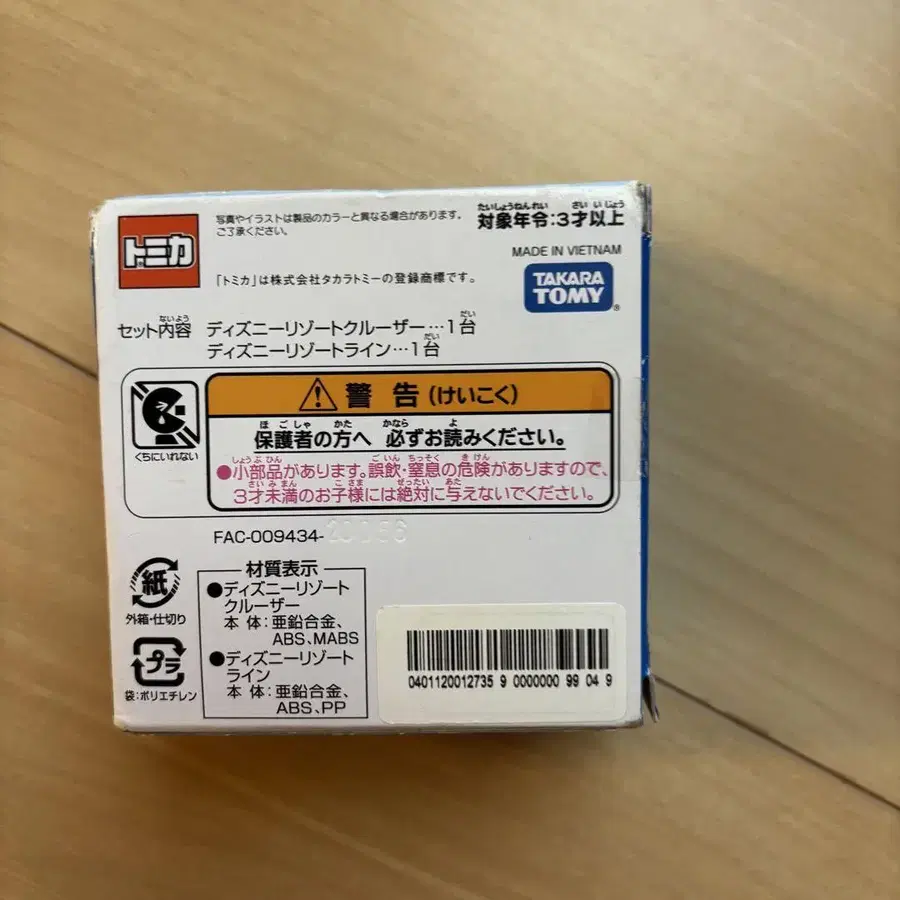 トミカ
写真やイラストは製品のカラーと異なる場合があります。
ご了承ください。
「トミカ」は株式会社タカラトミーの登録商標です。
たいしょうねんれい さい いじょう
対象年令:3才以上
MADE IN VIETNAM
TAKARA
TOMY®
ないよう だい
セット内容 ディズニーリゾートクルーザー…1台
だい
ディズニーリゾートライン…1台
くちにいれない
警告(けいこく)
ほごしゃ かた かなら よ
保護者の方へ 必ずお読みください。
しょうぶひん ごいん ちっそく きけん
●小部品があります。誤飲・窒息の危険がありますので、
さいみまん こさま ぜったい あた
3才未満のお子様には絶対に与えないでください。
FAC-009434-
紙
外箱・仕切り
プラ
袋:ポリエチレン
材質表示
●ディズニーリゾート
クルーザー
本体:亜鉛合金、
ABS、MABS
●ディズニーリゾート
ライン
本体:亜鉛合金、
ABS、PP
0401120012735 9 0000000 99 04 9